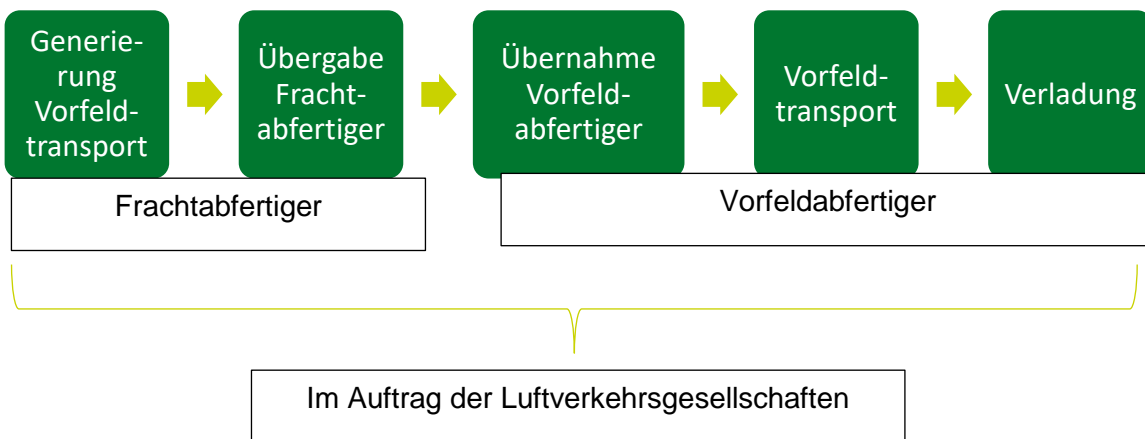 Generie-
rung
Vorfeld-
transport
Übergabe
Fracht-
abfertiger
Übernahme
Vorfeld-
abfertiger
Vorfeld-
transport
Verladung
Frachtabfertiger
Vorfeldabfertiger
Im Auftrag der Luftverkehrsgesellschaften